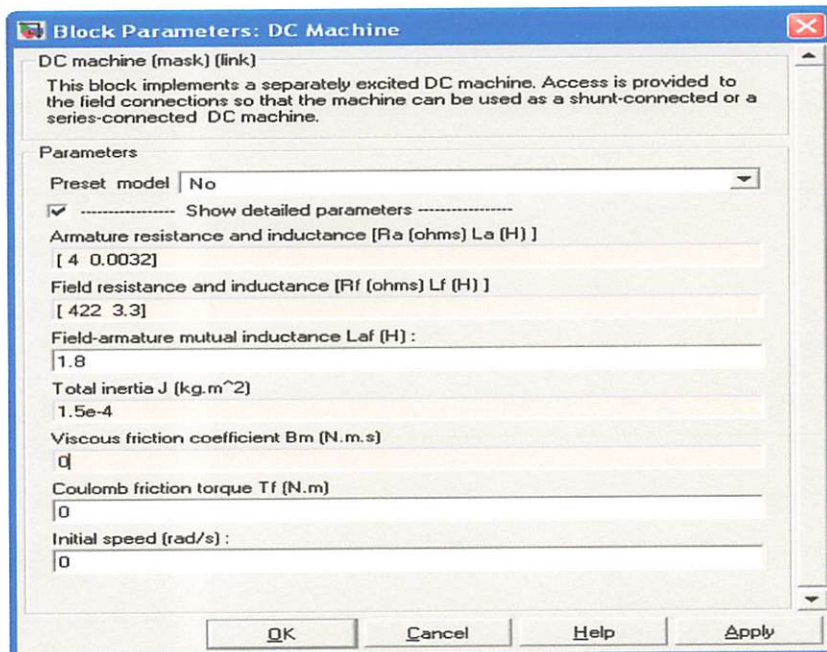 Block Parameters: DC Machine
DC machine (mask) (link)
This block implements a separately excited DC machine. Access is provided to
the field connections so that the machine can be used as a shunt-connected or a
series-connected DC machine.
Parameters
Preset model No
----------------- Show detailed parameters -----------------
Armature resistance and inductance [Ra (ohms) La (H) ]
[ 4 0.0032]
Field resistance and inductance [Rf (ohms) Lf (H) ]
[ 422 3.3]
Field-armature mutual inductance Laf (H) :
1.8
Total inertia J (kg.m^2)
1.5e-4
Viscous friction coefficient Bm (N.m.s)
0
Coulomb friction torque Tf (N.m)
0
Initial speed (rad/s) :
0
OK Cancel Help Apply